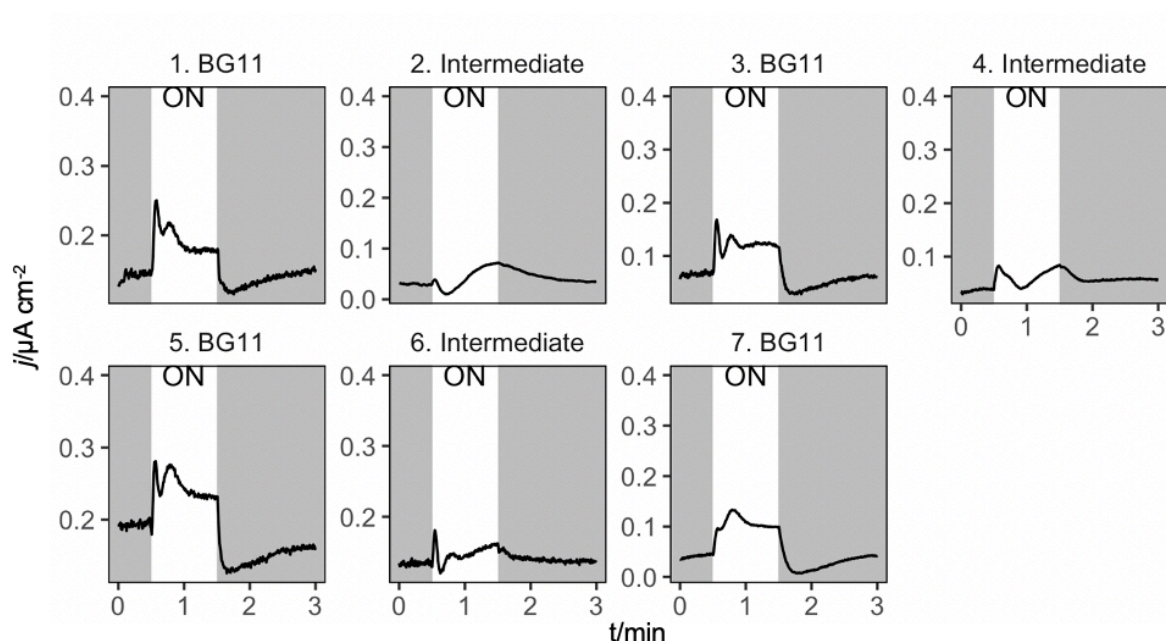 1. BG11
2. Intermediate
3. BG11
4. Intermediate
ON
ON
ON
ON
0.4
0.3
0.2
0.4
0.3
0.2
0.1
0.0
0.4
0.3
0.2
0.1
0.4
0.3
0.2
0.1
0 1 2 3
j/µA cm-2
5. BG11
6. Intermediate
7. BG11
ON
ON
ON
0.4
0.3
0.2
0.4
0.3
0.2
0.4
0.3
0.2
0.1
0.0
0 1 2 3
0 1 2 3
0 1 2 3
t/min